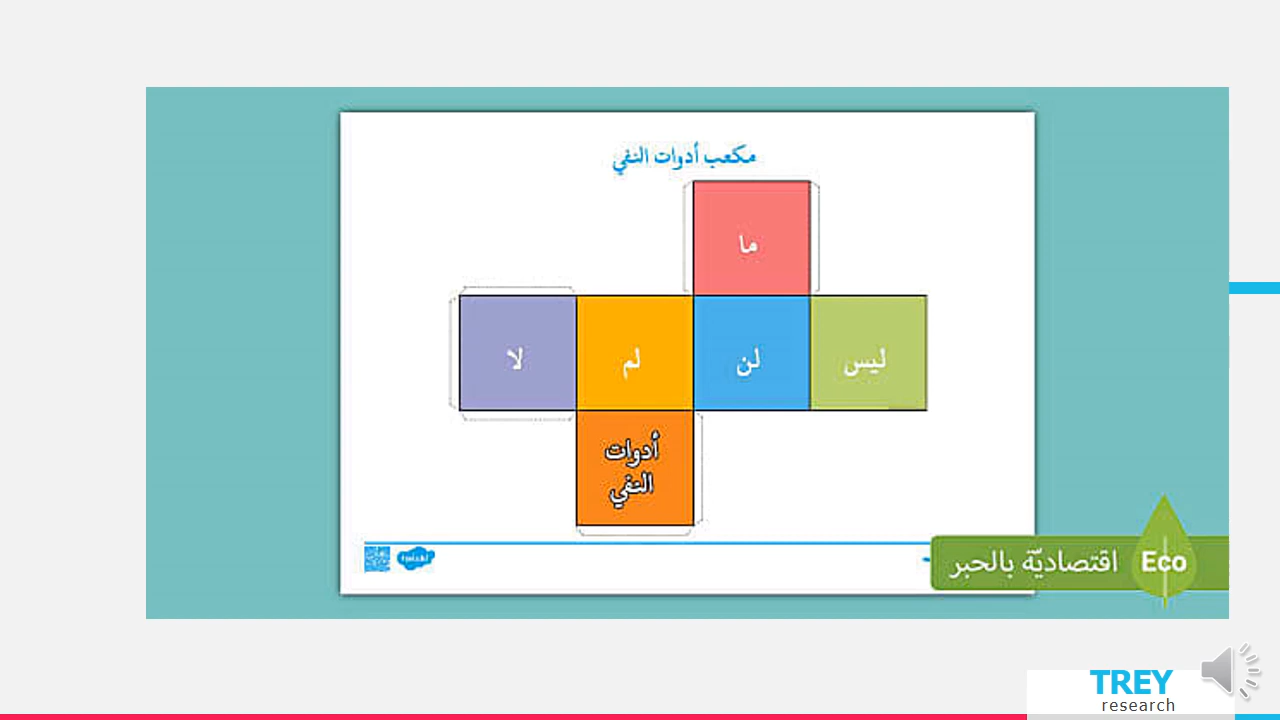 مكعب أدوات النفي
ما
ليس
لن
لم
لا
أدوات
النفي
اقتصاديّة بالحبر
Eco
TREY
research